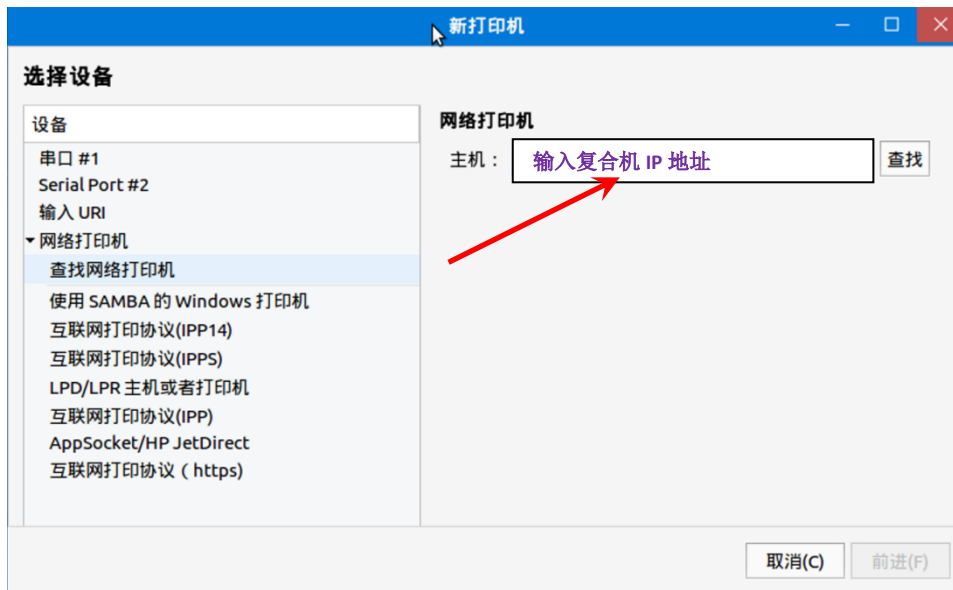 新打印机
选择设备
设备
串口 #1
Serial Port #2
输入 URI
网络打印机
查找网络打印机
使用 SAMBA 的 Windows 打印机
互联网打印协议(IPP14)
互联网打印协议(IPPS)
LPD/LPR 主机或者打印机
互联网打印协议(IPP)
AppSocket/HP JetDirect
互联网打印协议（https)
网络打印机
主机： 输入复合机 IP 地址 查找
取消(C) 前进(F)